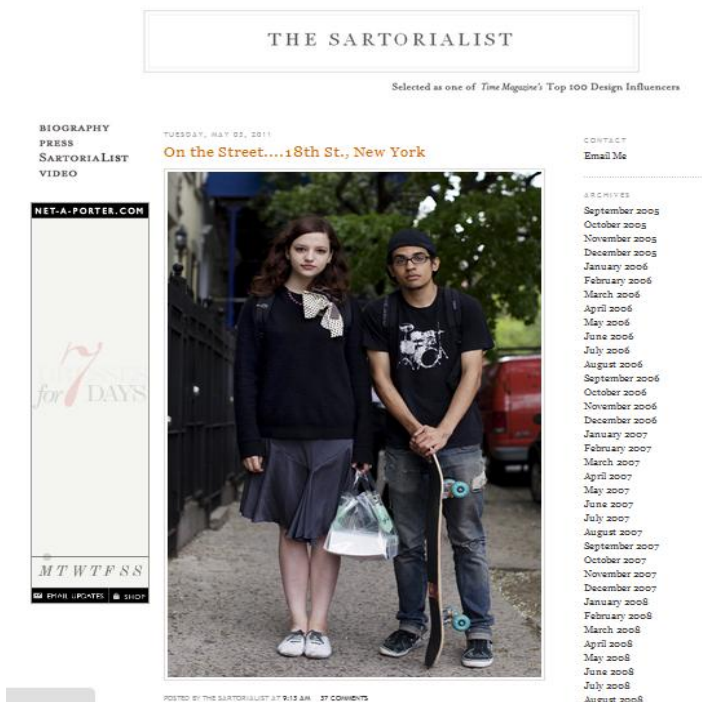 THE SARTORIALIST
Selected as one of Time Magazine's Top 100 Design Influencers
BIOGRAPHY
PRESS
SARTORIALIST
VIDEO
NET-A-PORTER.COM
7
for DAYS
M T W T F S S
EMAIL UPDATES
SHOP
TUESDAY, MAY 03, 2011
On the Street....18th St., New York
POSTED BY THE SARTORIALIST AT 9:13 AM 37 COMMENTS
CONTACT
Email Me
ARCHIVES
September 2005
October 2005
November 2005
December 2005
January 2006
February 2006
March 2006
April 2006
May 2006
June 2006
July 2006
August 2006
September 2006
October 2006
November 2006
December 2006
January 2007
February 2007
March 2007
April 2007
May 2007
June 2007
July 2007
August 2007
September 2007
October 2007
November 2007
December 2007
January 2008
February 2008
March 2008
April 2008
May 2008
June 2008
July 2008
August 2008